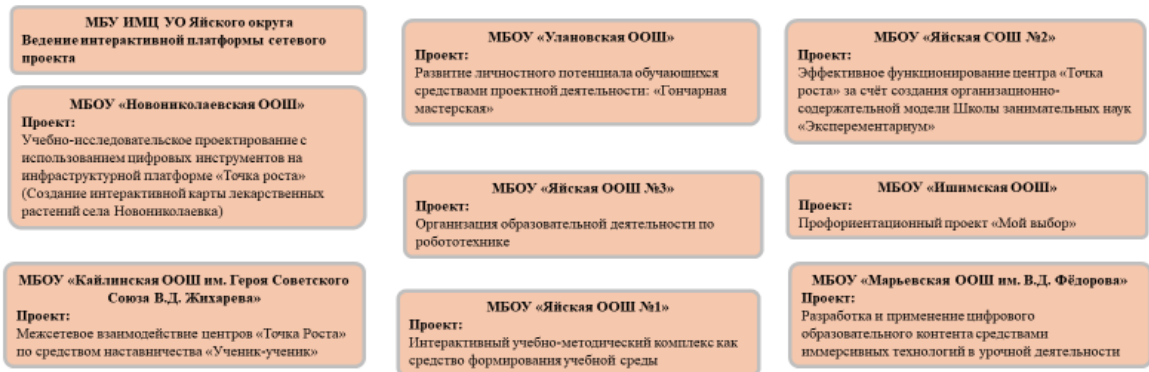 МБУ ИМЦ УО Яйского округа
Ведение интерактивной платформы сетевого
проекта
МБОУ «Новониколаевская ООШ»
Проект:
Учебно-исследовательское проектирование с
использованием цифровых инструментов на
инфраструктурной платформе «Точка роста»
(Создание интерактивной карты лекарственных
растений села Новониколаевка)
МБОУ «Кайлинская ООШ им. Героя Советского
Союза В.Д. Жихарева»
Проект:
Межсетевое взаимодействие центров «Точка Роста»
по средством наставничества «Ученик-ученик»
МБОУ «Улановская ООШ»
Проект:
Развитие личностного потенциала обучающихся
средствами проектной деятельности: «Гончарная
мастерская»
МБОУ «Яйская ООШ №3»
Проект:
Организация образовательной деятельности по
робототехнике
МБОУ «Яйская ООШ №1»
Проект:
Интерактивный учебно-методический комплекс как
средство формирования учебной среды
МБОУ «Яйская СОШ №2»
Проект:
Эффективное функционирование центра «Точка
роста» за счёт создания организационно-
содержательной модели Школы занимательных наук
«Эксперементариум»
МБОУ «Ишимская ООШ»
Проект:
Профориентационный проект «Мой выбор»
МБОУ «Марьевская ООШ им. В.Д. Фёдорова»
Проект:
Разработка и применение цифрового
образовательного контента средствами
иммерсивных технологий в урочной деятельности